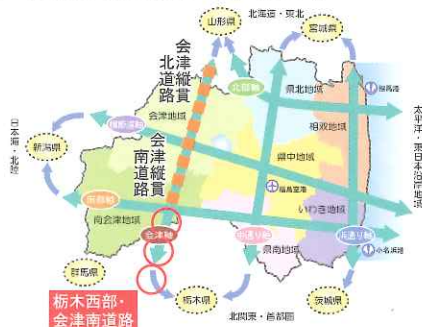 北海道・東北
山形県
宮城県
会津縦貫北道路
北部軸
県北地域
相馬港
会津地域
相双地域
横断道軸
日本海・北陸
新潟県
会津縦貫南道路
県中地域
福島空港
太平洋・東日本沿岸地域
南部軸
いわき地域
南会津地域
会津軸
中通り軸
浜通り軸
県南地域
小名浜港
群馬県
栃木県
茨城県
栃木西部・
会津南道路
北関東・首都圏